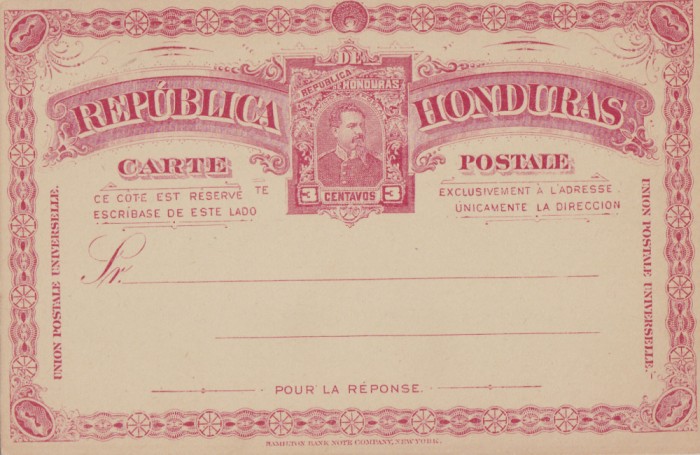 DE
REPÚBLICA HONDURAS
REPUBLICA DE HONDURAS
CARTE POSTALE
3 CENTAVOS 3
CE CÔTE EST RÉSERVÉ TE EXCLUSIVEMENT À L'ADRESSE.
ESCRÍBASE DE ESTE LADO ÚNICAMENTE LA DIRECCION
UNION POSTALE UNIVERSELLE.
UNION POSTALE UNIVERSELLE.
Sr.
POUR LA RÉPONSE.
HAMILTON BANK NOTE COMPANY, NEW YORK.